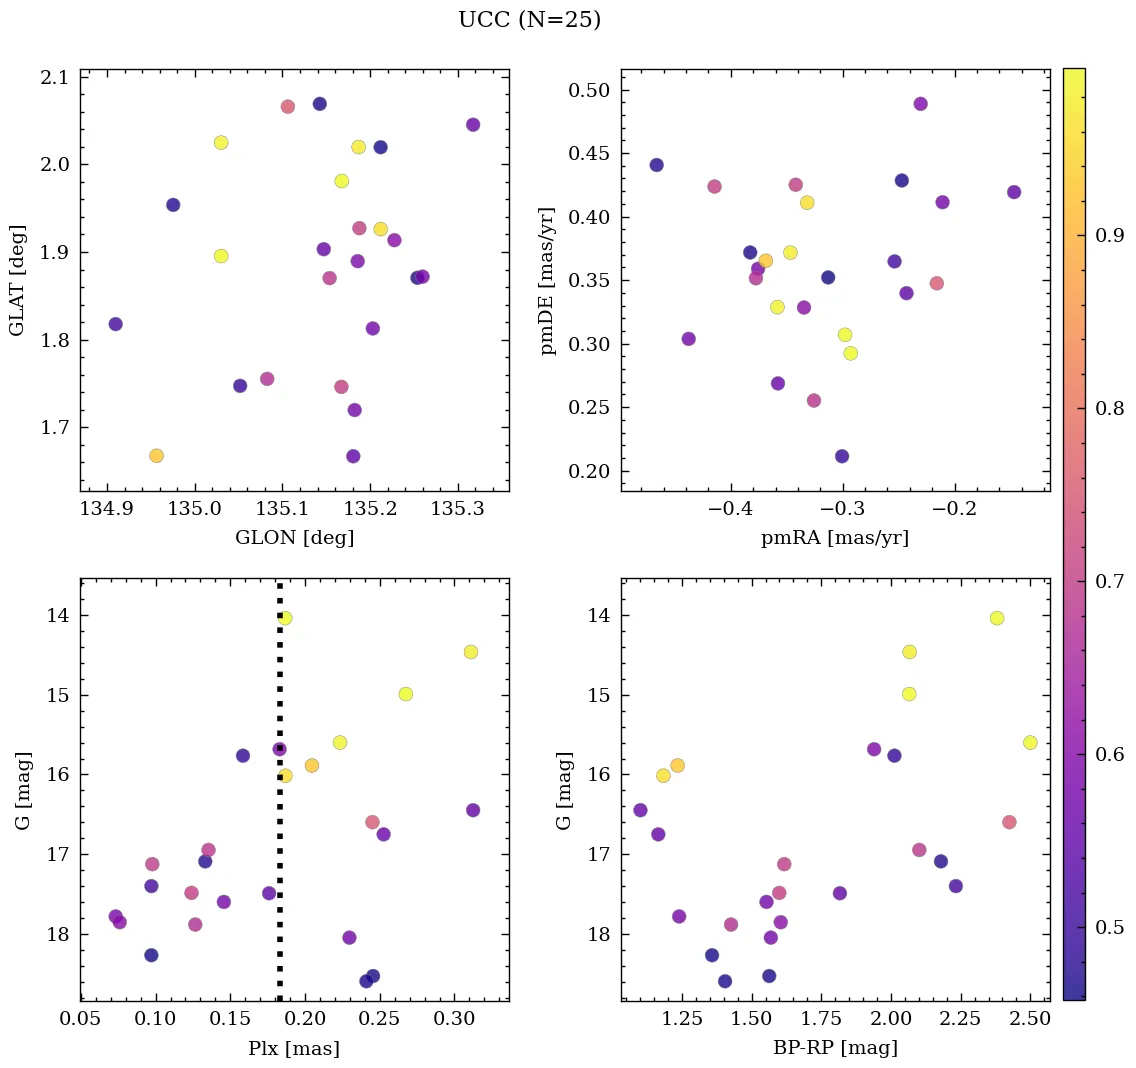 UCC (N=25)
2.1
2.0
1.9
1.8
1.7
GLAT [deg]
134.9 135.0 135.1 135.2 135.3
GLON [deg]
0.50
0.45
0.40
0.35
0.30
0.25
0.20
pmDE [mas/yr]
−0.4 −0.3 −0.2
pmRA [mas/yr]
14
15
16
17
18
G [mag]
0.05 0.10 0.15 0.20 0.25 0.30
Plx [mas]
14
15
16
17
18
G [mag]
1.25 1.50 1.75 2.00 2.25 2.50
BP-RP [mag]
0.9
0.8
0.7
0.6
0.5